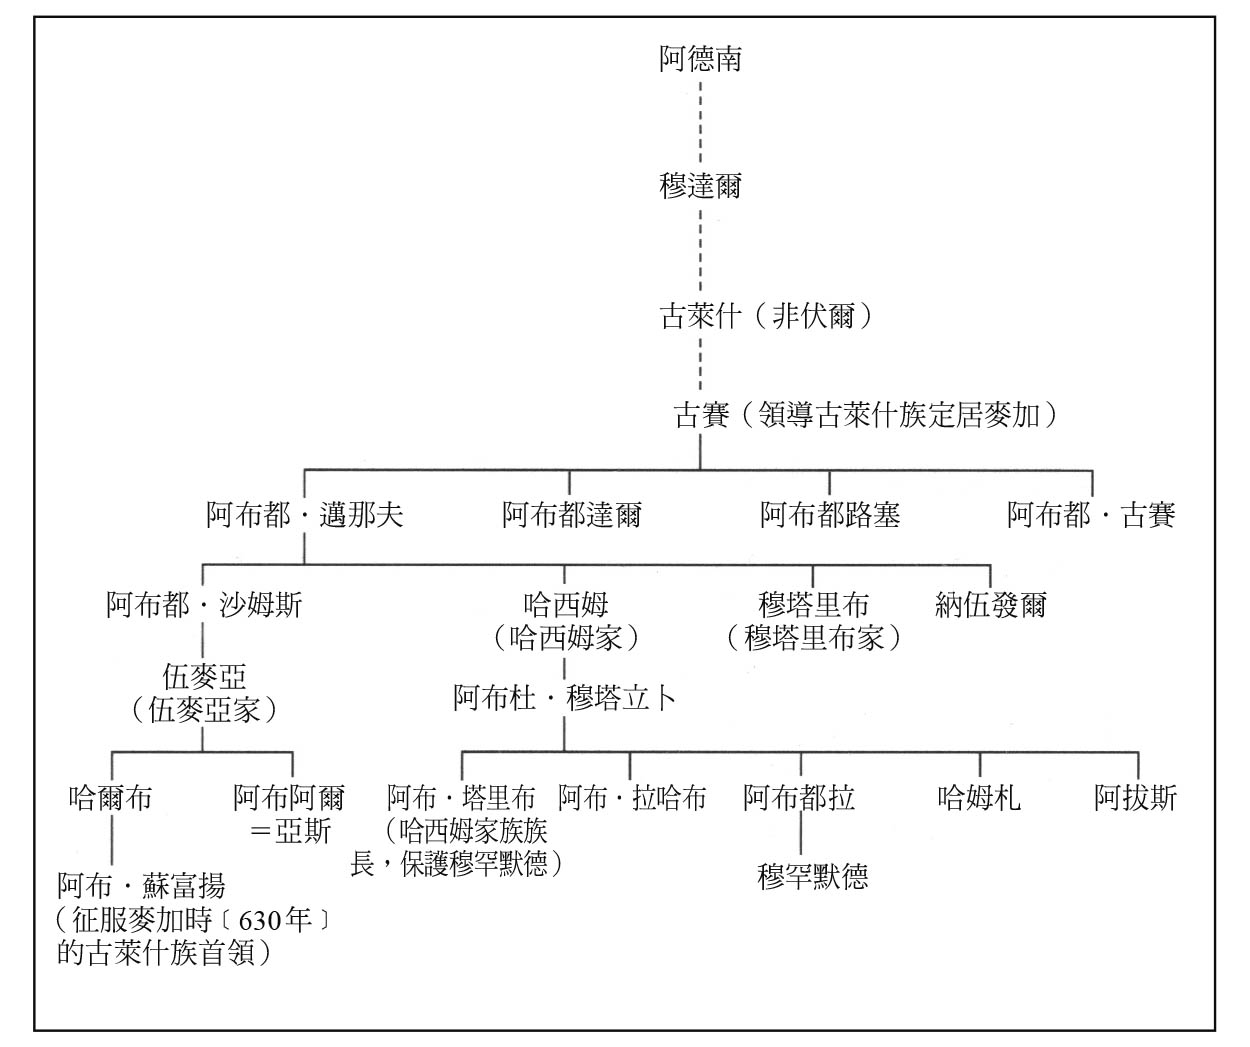 阿德南
穆達爾
古萊什（非伏爾）
古賽（領導古萊什族定居麥加）
阿布都．邁那夫
阿布都達爾
阿布都路塞
阿布都．古賽
阿布都．沙姆斯
哈西姆
（哈西姆家）
穆塔里布
（穆塔里布家）
納伍發爾
伍麥亞
（伍麥亞家）
阿布杜．穆塔立卜
哈爾布
阿布阿爾
＝亞斯
阿布．塔里布
（哈西姆家族族
長，保護穆罕默德）
阿布．拉哈布
阿布都拉
哈姆札
阿拔斯
阿布．蘇富揚
（征服麥加時﹝630年﹞
的古萊什族首領）
穆罕默德